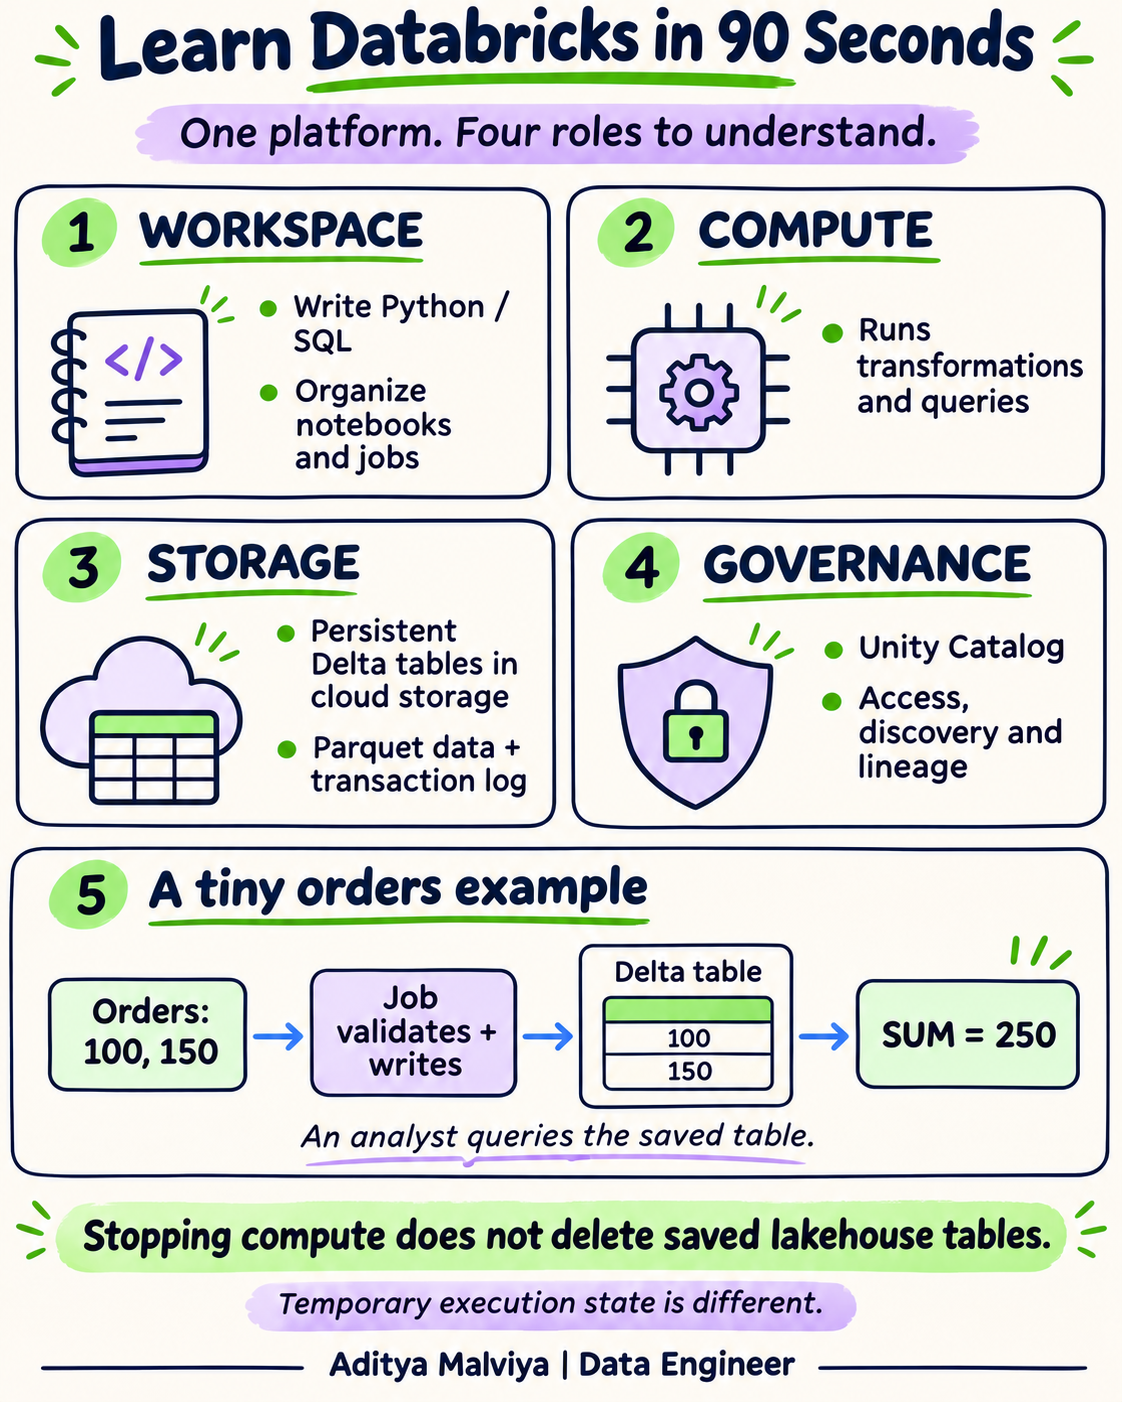 Learn Databricks in 90 Seconds
One platform. Four roles to understand.
1 WORKSPACE
</>
Write Python /
SQL
Organize
notebooks
and jobs
2 COMPUTE
Runs
transformations
and queries
3 STORAGE
Persistent
Delta tables in
cloud storage
Parquet data +
transaction log
4 GOVERNANCE
Unity Catalog
Access,
discovery and
lineage
5 A tiny orders example
Orders:
100, 150
Job
validates +
writes
Delta table
100
150
SUM = 250
An analyst queries the saved table.
Stopping compute does not delete saved lakehouse tables.
Temporary execution state is different.
Aditya Malviya | Data Engineer